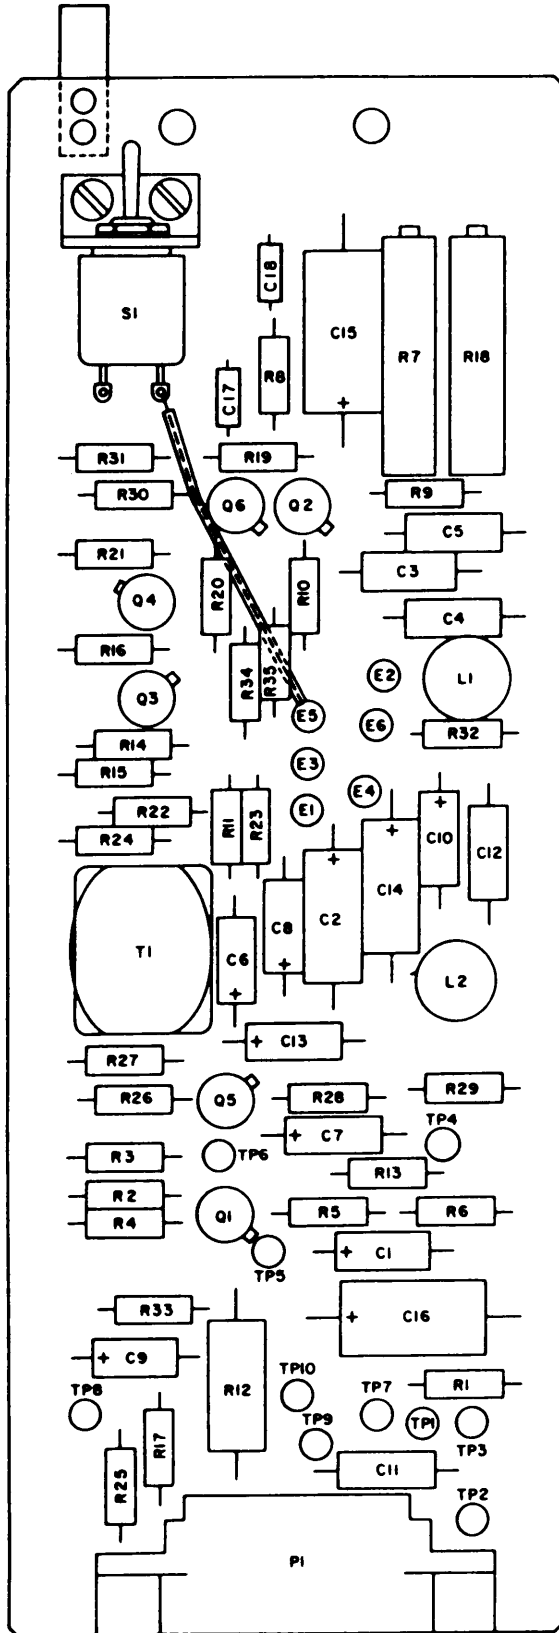 C18
S1
C15
R7
R18
R8
C17
R31
R19
R30
R9
Q6
Q2
C5
R21
C3
R20
R10
Q4
C4
R16
R34
R35
E2
L1
Q3
E5
E6
R32
R14
R15
E3
E4
R22
R11
R23
E1
C10
C12
R24
C14
C2
C8
T1
C6
L2
C13
R27
R26
Q5
R28
R29
TP4
C7
R3
TP6
R13
R2
R4
Q1
R5
R6
C1
TP5
R33
C16
C9
R12
TP10
TP7
R1
TP8
TP9
TP1
TP3
R17
R25
C11
TP2
P1